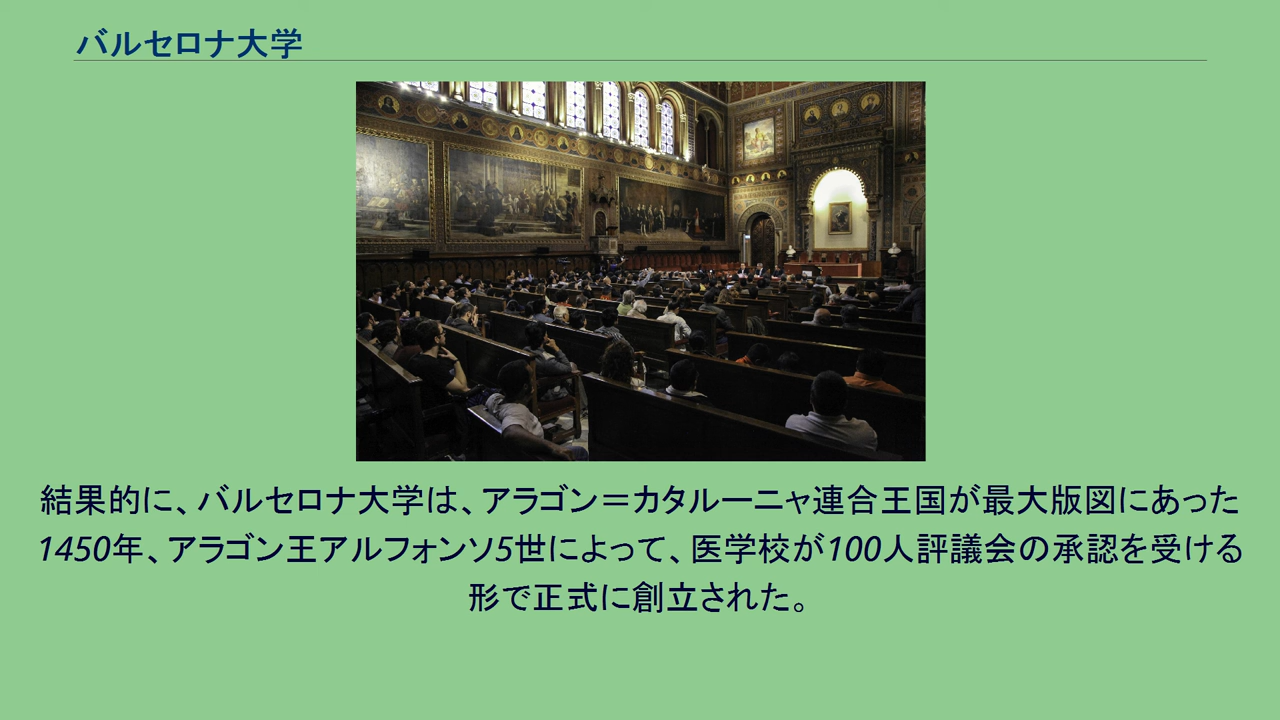 バルセロナ大学
結果的に、バルセロナ大学は、アラゴン＝カタルーニャ連合王国が最大版図にあった
1450年、アラゴン王アルフォンソ5世によって、医学校が100人評議会の承認を受ける
形で正式に創立された。